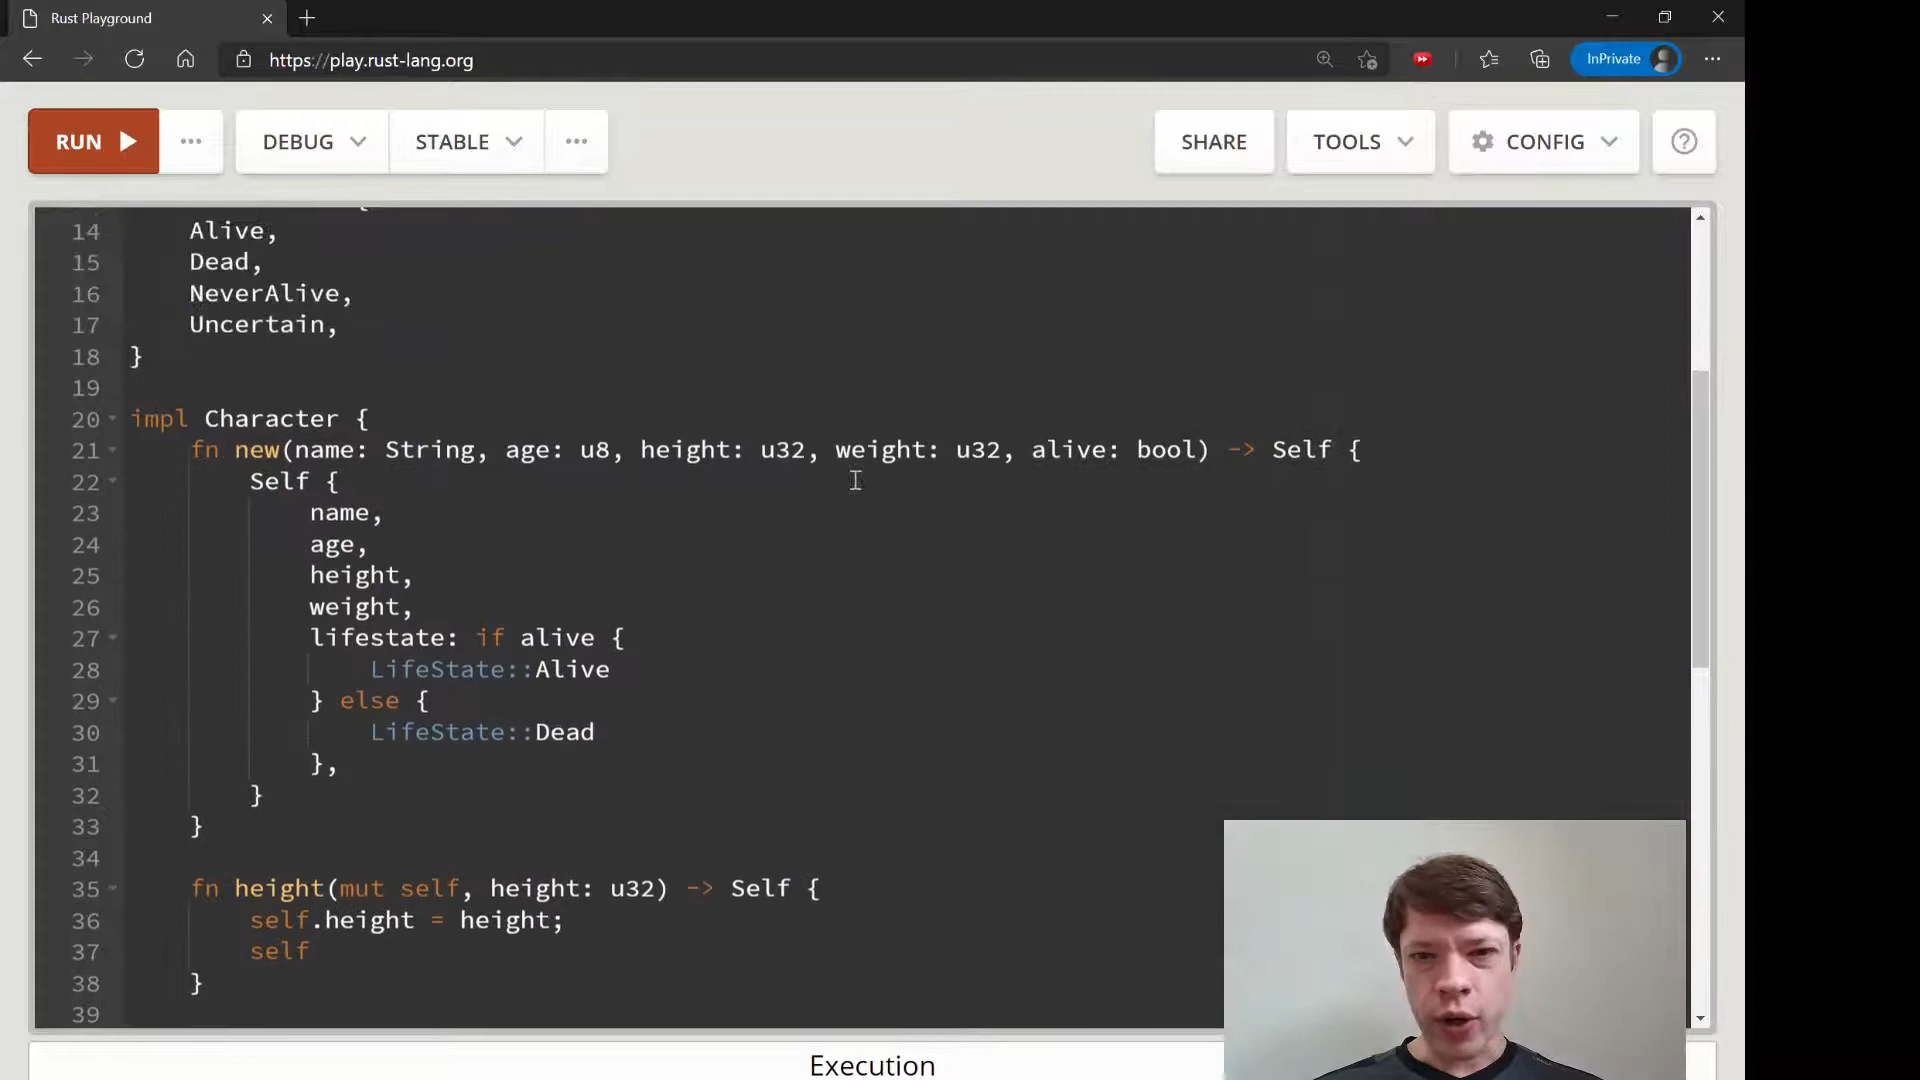 Rust Playground
https://play.rust-lang.org
InPrivate
RUN
DEBUG
STABLE
SHARE
TOOLS
CONFIG
14 Alive,
15 Dead,
16 NeverAlive,
17 Uncertain,
18 }
19
20 impl Character {
21 fn new(name: String, age: u8, height: u32, weight: u32, alive: bool) -> Self {
22 Self {
23 name,
24 age,
25 height,
26 weight,
27 lifestate: if alive {
28 LifeState::Alive
29 } else {
30 LifeState::Dead
31 },
32 }
33 }
34
35 fn height(mut self, height: u32) -> Self {
36 self.height = height;
37 self
38 }
39
Execution